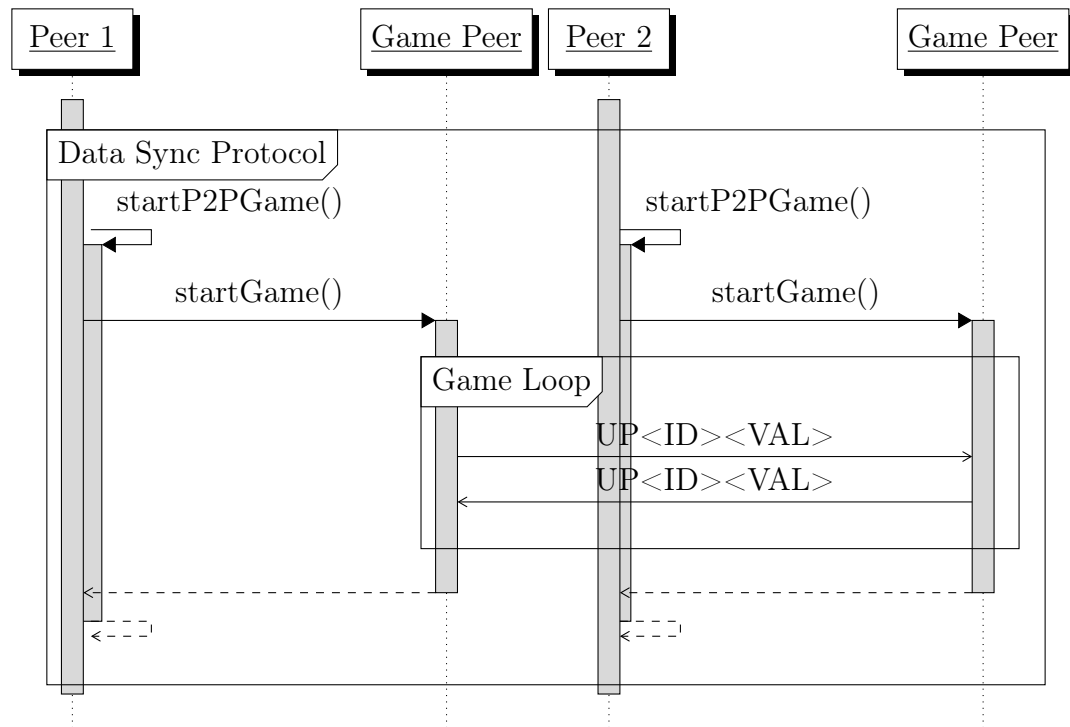 Peer 1
Game Peer
Peer 2
Game Peer
Data Sync Protocol
startP2PGame()
startP2PGame()
startGame()
startGame()
Game Loop
UP<ID><VAL>
UP<ID><VAL>